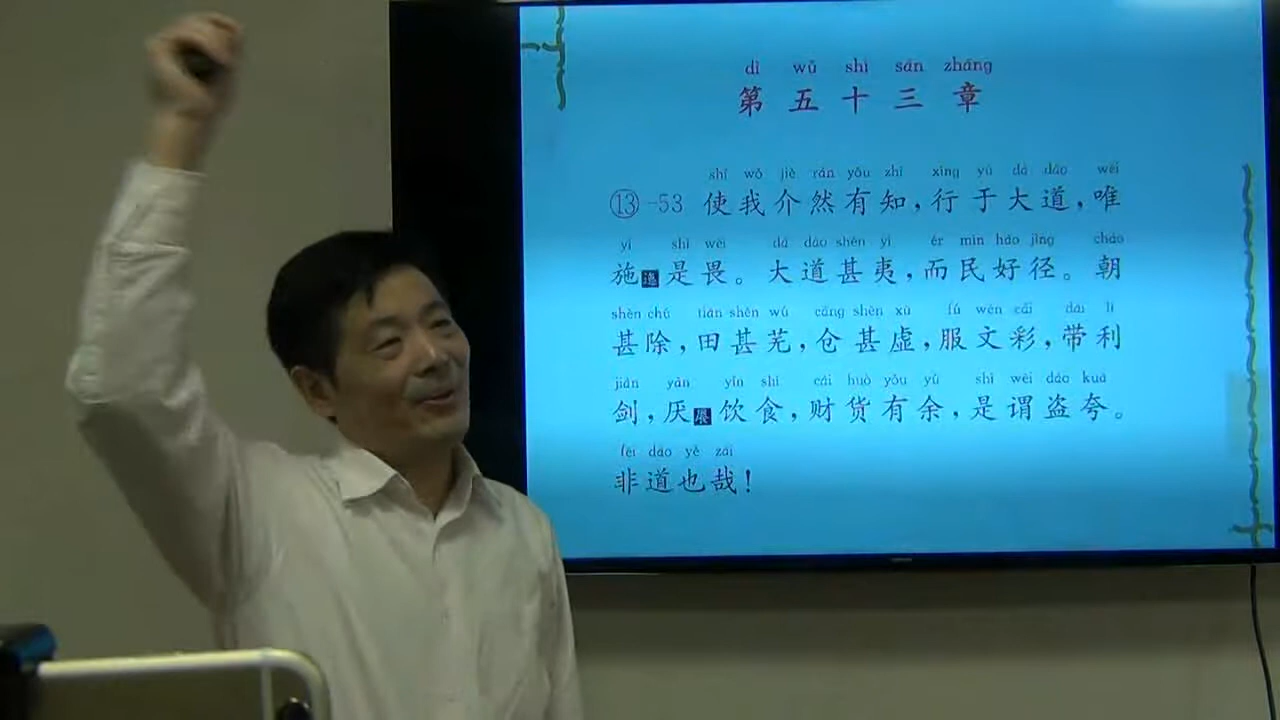 dì wǔ shí sān zhāng
第五十三章
shǐ wǒ jiè rán yǒu zhī xíng yú dà dào wéi
⑬-53 使我介然有知，行于大道，唯
yí shì wèi dà dào shèn yí ér mín hào jìng cháo
施迤是畏。大道甚夷，而民好径。朝
shèn chú tián shèn wú cāng shèn xū fú wén cǎi dài lì
甚除，田甚芜，仓甚虚，服文彩，带利
jiàn yàn yǐn shí cái huò yǒu yú shì wèi dào kuā
剑，厌饮食，财货有余，是谓盗夸。
fēi dào yě zāi
非道也哉！